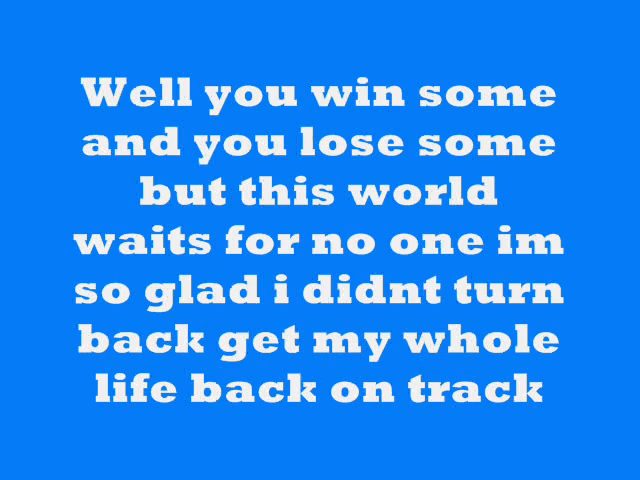 Well you win some
and you lose some
but this world
waits for no one im
so glad i didnt turn
back get my whole
life back on track